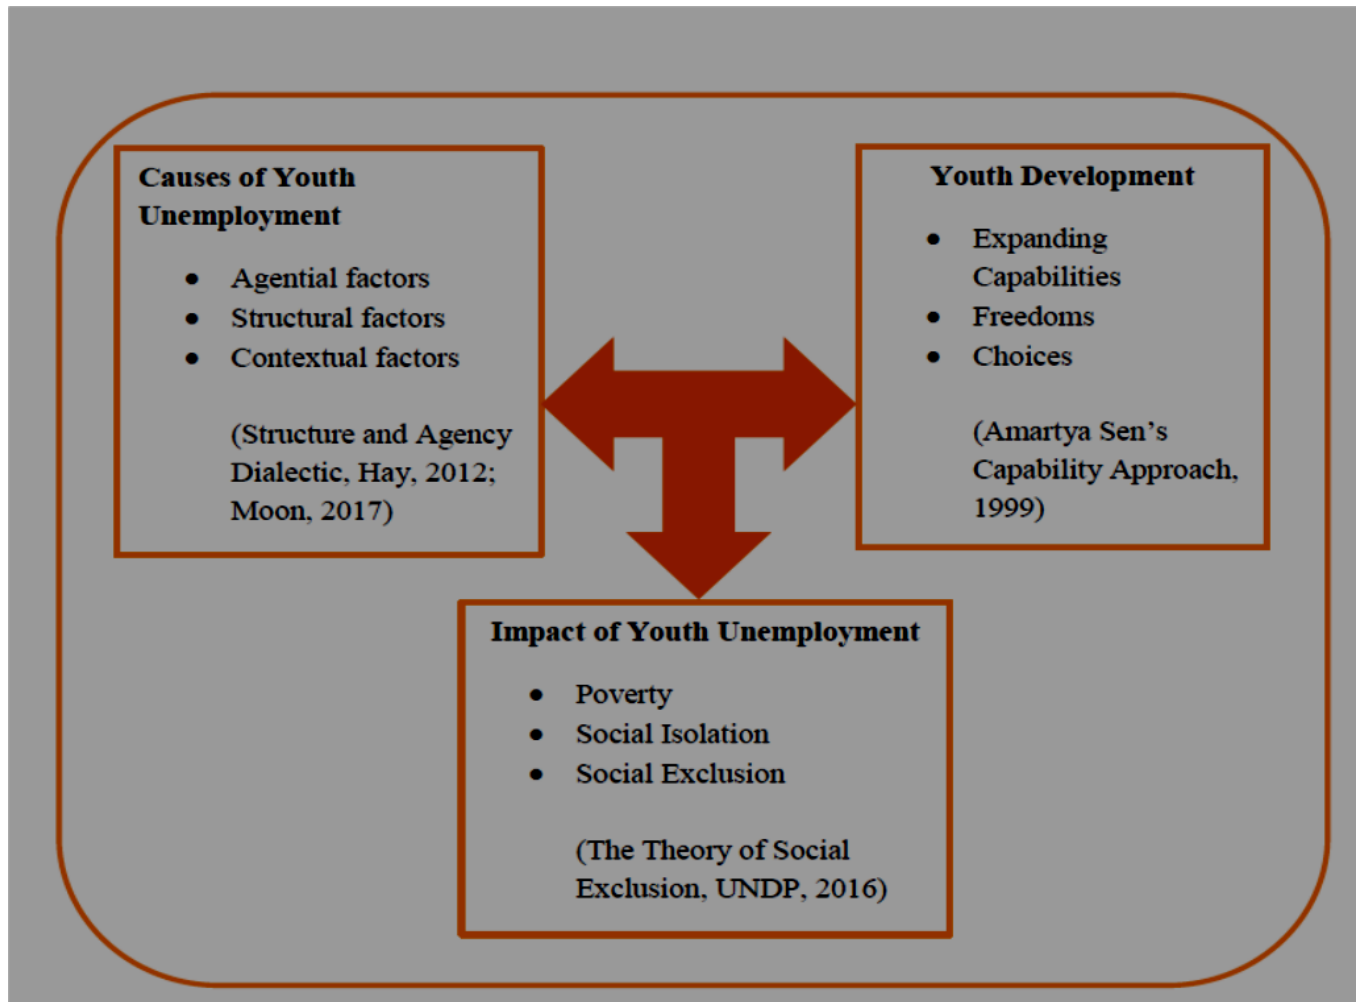 Causes of Youth
Unemployment
● Agential factors
● Structural factors
● Contextual factors
(Structure and Agency
Dialectic, Hay, 2012;
Moon, 2017)
Youth Development
● Expanding
Capabilities
● Freedoms
● Choices
(Amartya Sen’s
Capability Approach,
1999)
Impact of Youth Unemployment
● Poverty
● Social Isolation
● Social Exclusion
(The Theory of Social
Exclusion, UNDP, 2016)